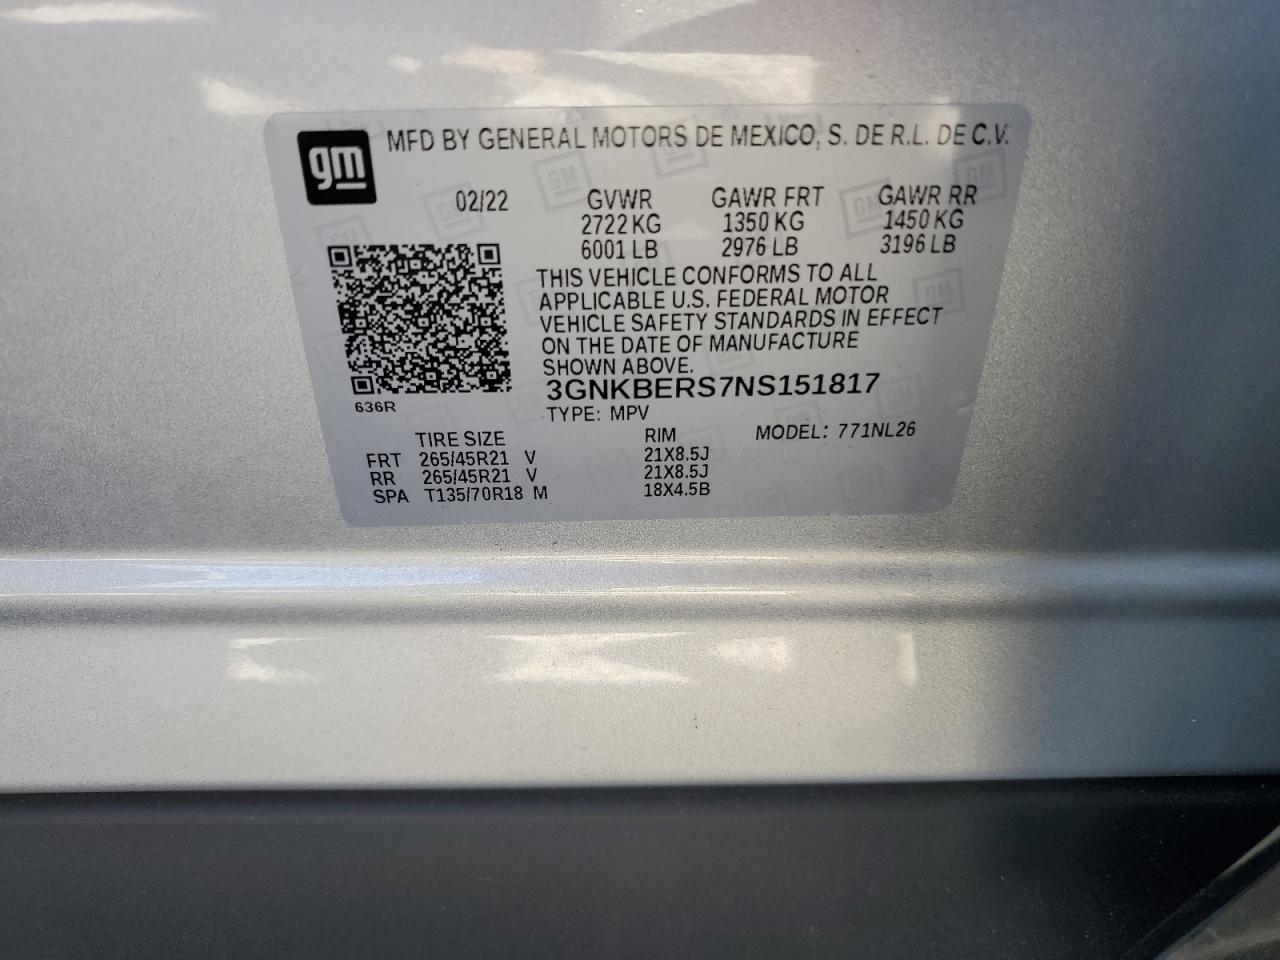 gm
MFD BY GENERAL MOTORS DE MEXICO, S. DE R.L. DE C.V.
02/22 GVWR GAWR FRT GAWR RR
2722 KG 1350 KG 1450 KG
6001 LB 2976 LB 3196 LB
THIS VEHICLE CONFORMS TO ALL
APPLICABLE U.S. FEDERAL MOTOR
VEHICLE SAFETY STANDARDS IN EFFECT
ON THE DATE OF MANUFACTURE
SHOWN ABOVE.
3GNKBERS7NS151817
636R
TYPE: MPV
TIRE SIZE RIM MODEL: 771NL26
FRT 265/45R21 V 21X8.5J
RR 265/45R21 V 21X8.5J
SPA T135/70R18 M 18X4.5B